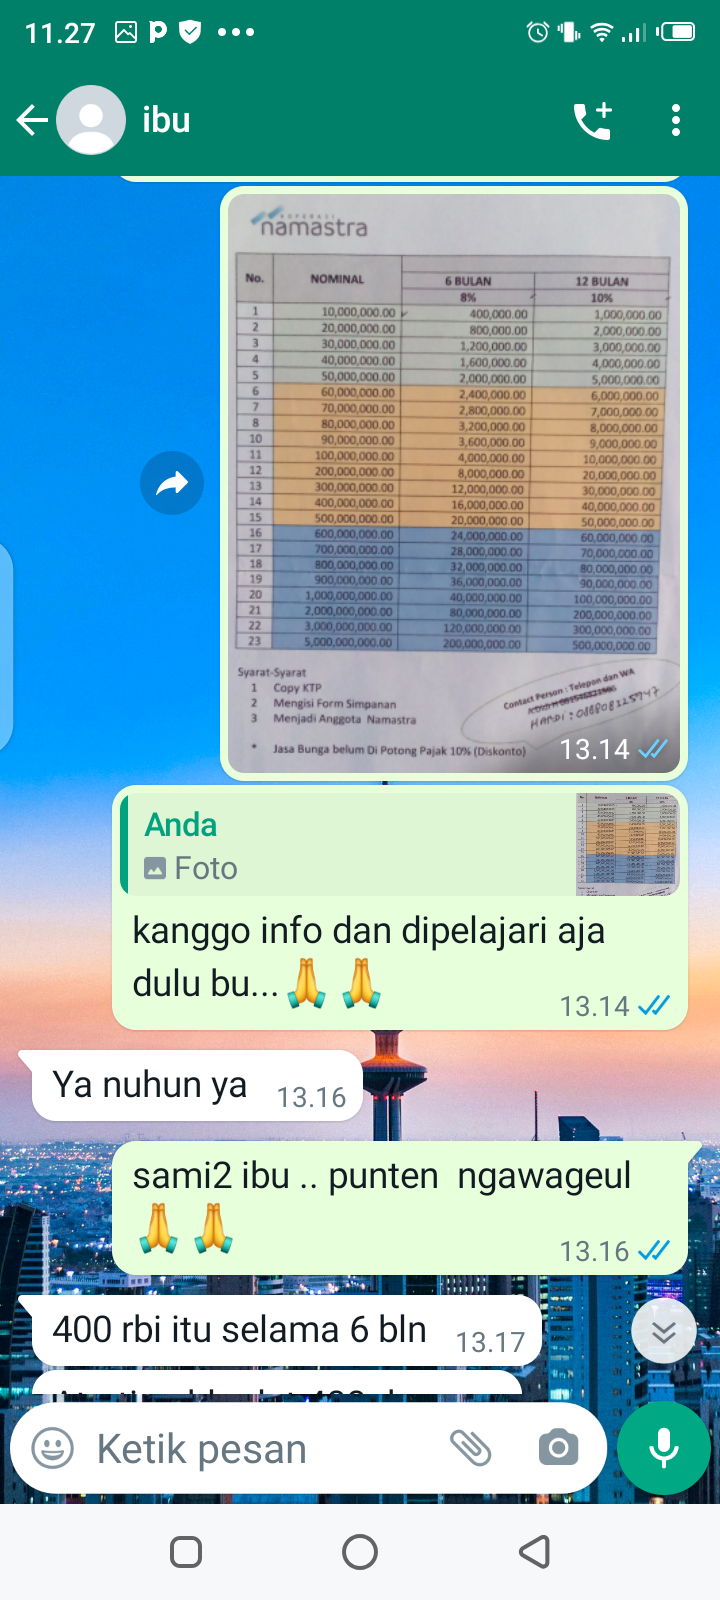 11.27
ibu
KOPERASI
namastra
No. NOMINAL 6 BULAN 12 BULAN
8% 10%
1 10,000,000.00 400,000.00 1,000,000.00
2 20,000,000.00 800,000.00 2,000,000.00
3 30,000,000.00 1,200,000.00 3,000,000.00
4 40,000,000.00 1,600,000.00 4,000,000.00
5 50,000,000.00 2,000,000.00 5,000,000.00
6 60,000,000.00 2,400,000.00 6,000,000.00
7 70,000,000.00 2,800,000.00 7,000,000.00
8 80,000,000.00 3,200,000.00 8,000,000.00
10 90,000,000.00 3,600,000.00 9,000,000.00
11 100,000,000.00 4,000,000.00 10,000,000.00
12 200,000,000.00 8,000,000.00 20,000,000.00
13 300,000,000.00 12,000,000.00 30,000,000.00
14 400,000,000.00 16,000,000.00 40,000,000.00
15 500,000,000.00 20,000,000.00 50,000,000.00
16 600,000,000.00 24,000,000.00 60,000,000.00
17 700,000,000.00 28,000,000.00 70,000,000.00
18 800,000,000.00 32,000,000.00 80,000,000.00
19 900,000,000.00 36,000,000.00 90,000,000.00
20 1,000,000,000.00 40,000,000.00 100,000,000.00
21 2,000,000,000.00 80,000,000.00 200,000,000.00
22 3,000,000,000.00 120,000,000.00 300,000,000.00
23 5,000,000,000.00 200,000,000.00 500,000,000.00
Syarat-Syarat
1 Copy KTP
2 Mengisi Form Simpanan
3 Menjadi Anggota Namastra
Contact Person : Telepon dan WA
HARDI : 088808125747
* Jasa Bunga belum Di Potong Pajak 10% (Diskonto)
13.14
Anda
Foto
kanggo info dan dipelajari aja
dulu bu...🙏 🙏
13.14
Ya nuhun ya 13.16
sami2 ibu .. punten ngawageul
🙏 🙏
13.16
400 rbi itu selama 6 bln 13.17
Ketik pesan